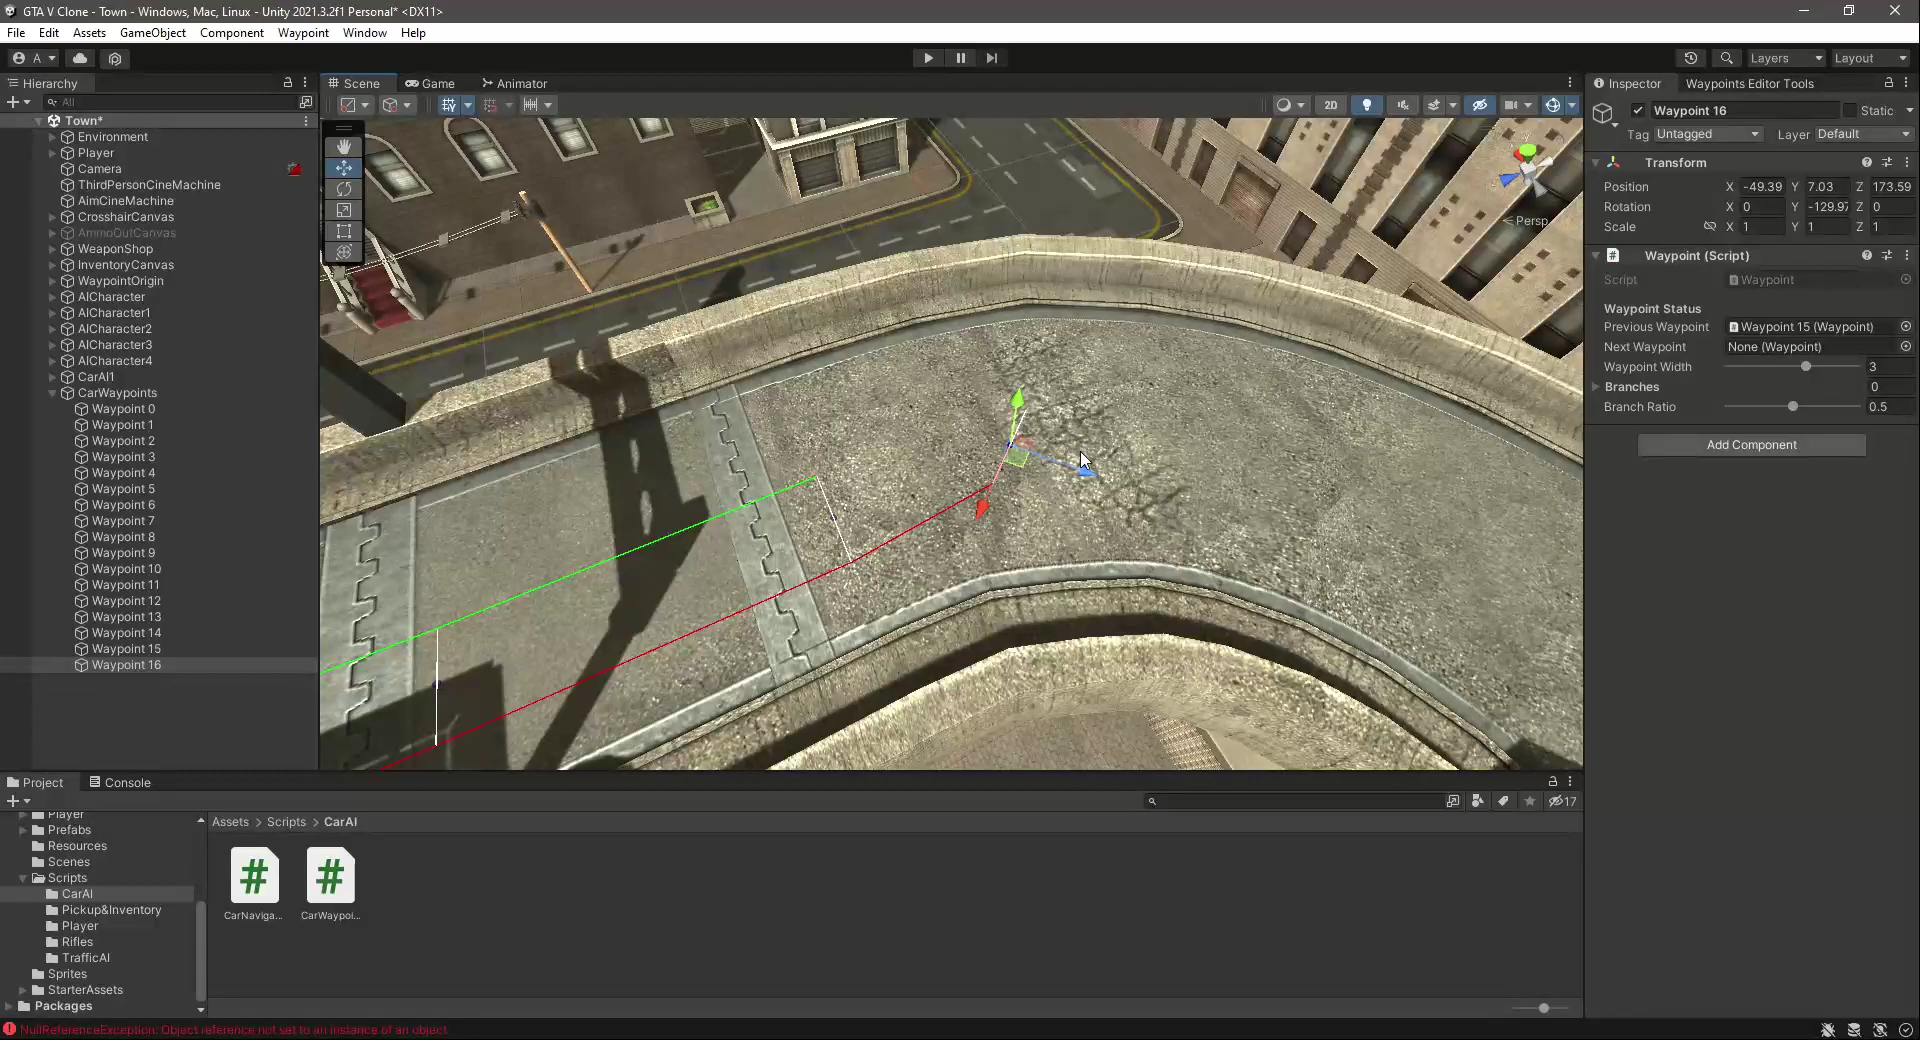 GTA V Clone - Town - Windows, Mac, Linux - Unity 2021.3.2f1 Personal* <DX11>
File Edit Assets GameObject Component Waypoint Window Help
A Layers Layout
Hierarchy
All
Town*
Environment
Player
Camera
ThirdPersonCineMachine
AimCineMachine
CrosshairCanvas
AmmoOutCanvas
WeaponShop
InventoryCanvas
WaypointOrigin
AICharacter
AICharacter1
AICharacter2
AICharacter3
AICharacter4
CarAI1
CarWaypoints
Waypoint 0
Waypoint 1
Waypoint 2
Waypoint 3
Waypoint 4
Waypoint 5
Waypoint 6
Waypoint 7
Waypoint 8
Waypoint 9
Waypoint 10
Waypoint 11
Waypoint 12
Waypoint 13
Waypoint 14
Waypoint 15
Waypoint 16
Scene Game Animator
2D
Persp
Inspector Waypoints Editor Tools
Waypoint 16 Static
Tag Untagged Layer Default
Transform
Position X -49.39 Y 7.03 Z 173.59
Rotation X 0 Y -129.97 Z 0
Scale X 1 Y 1 Z 1
Waypoint (Script)
Script Waypoint
Waypoint Status
Previous Waypoint Waypoint 15 (Waypoint)
Next Waypoint None (Waypoint)
Waypoint Width 3
Branches 0
Branch Ratio 0.5
Add Component
Project Console
17
Player
Prefabs
Resources
Scenes
Scripts
CarAI
Pickup&Inventory
Player
Rifles
TrafficAI
Sprites
StarterAssets
Packages
Assets > Scripts > CarAI
CarNaviga... CarWaypoi...
NullReferenceException: Object reference not set to an instance of an object